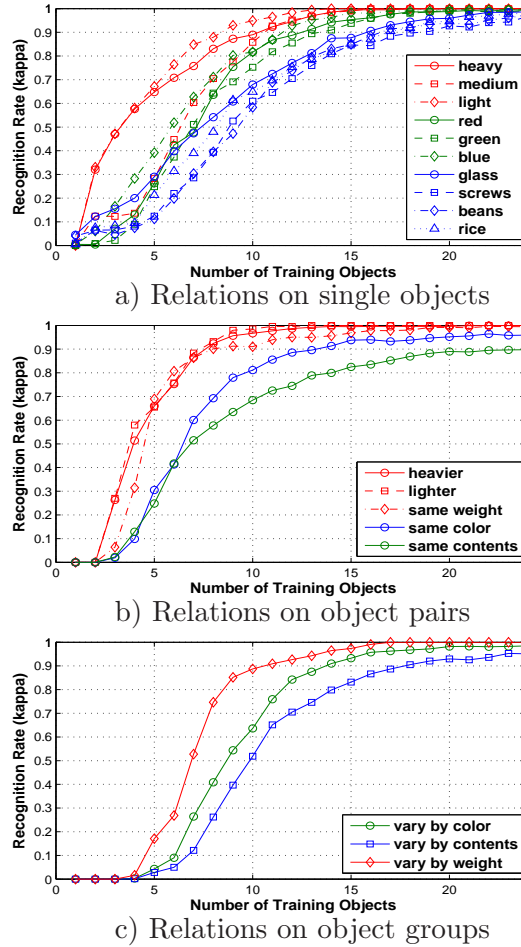 1
0.9
0.8
0.7
0.6
0.5
0.4
0.3
0.2
0.1
0
Recognition Rate (kappa)
heavy
medium
light
red
green
blue
glass
screws
beans
rice
0 5 10 15 20
Number of Training Objects
a) Relations on single objects
1
0.9
0.8
0.7
0.6
0.5
0.4
0.3
0.2
0.1
0
Recognition Rate (kappa)
heavier
lighter
same weight
same color
same contents
0 5 10 15 20
Number of Training Objects
b) Relations on object pairs
1
0.9
0.8
0.7
0.6
0.5
0.4
0.3
0.2
0.1
0
Recognition Rate (kappa)
vary by color
vary by contents
vary by weight
0 5 10 15 20
Number of Training Objects
c) Relations on object groups